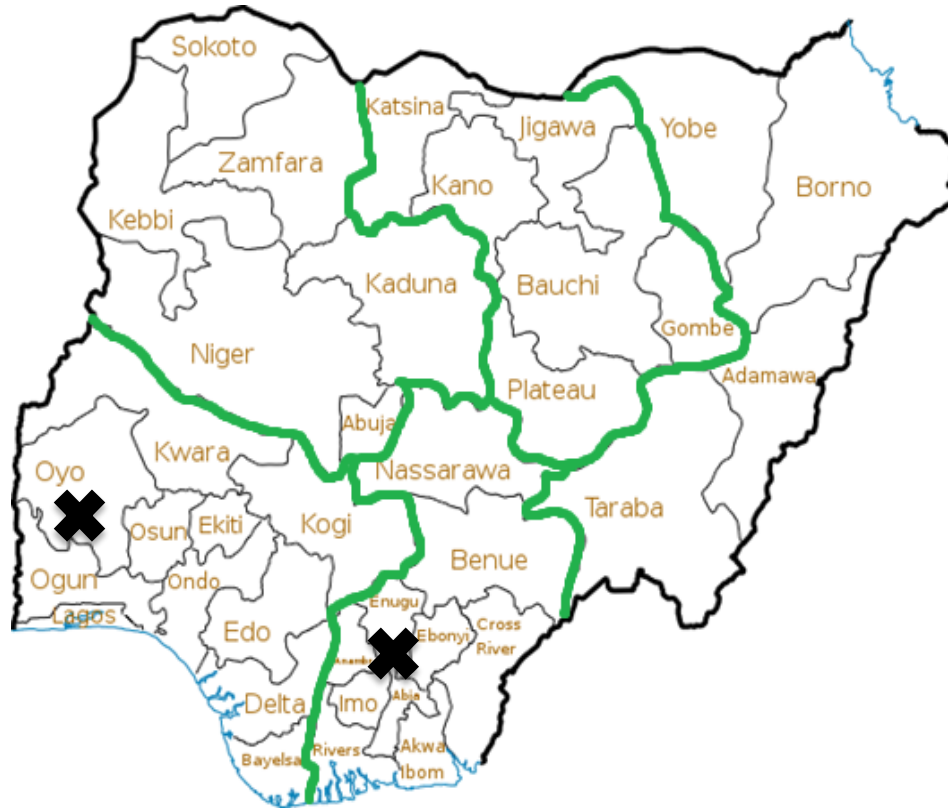 Sokoto
Katsina
Jigawa
Yobe
Zamfara
Kano
Borno
Kebbi
Kaduna
Bauchi
Gombe
Niger
Adamawa
Plateau
Abuja
Kwara
Nassarawa
Oyo
Taraba
Kogi
Osun
Ekiti
Benue
Ogun
Ondo
Enugu
Lagos
Edo
Ebonyi
Cross
River
Imo
Abia
Delta
Rivers
Akwa
Ibom
Bayelsa